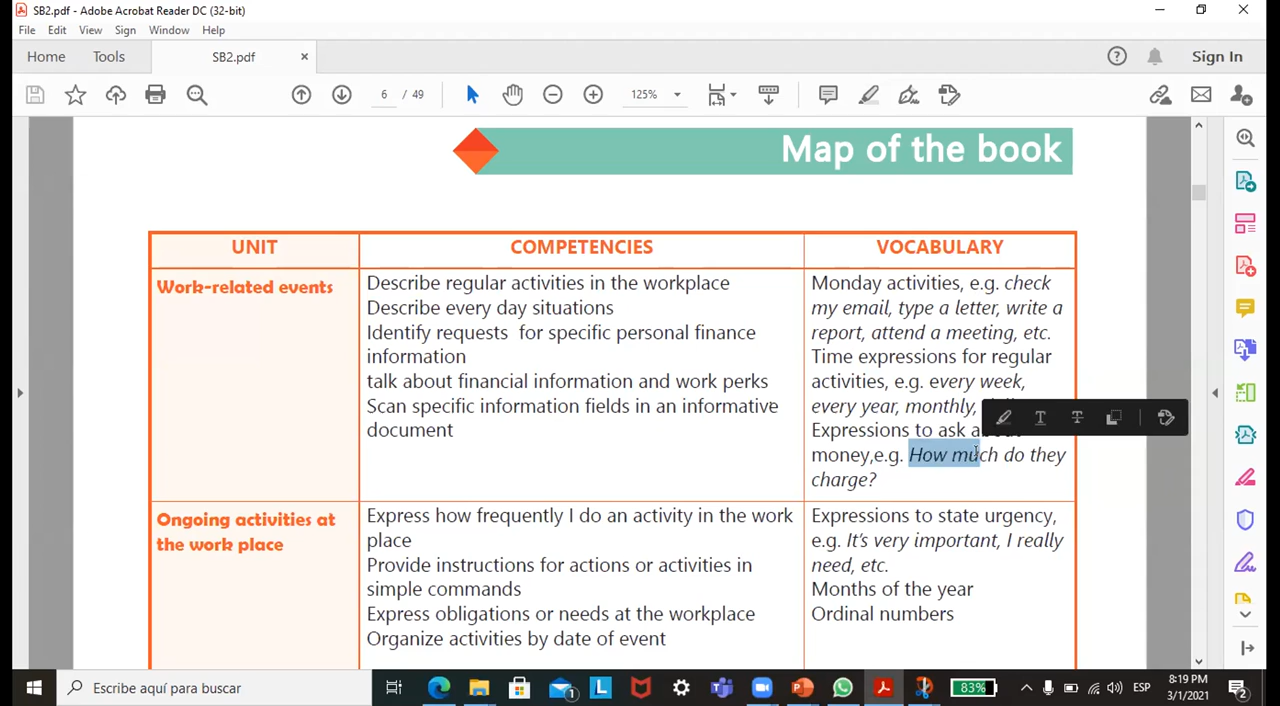 SB2.pdf - Adobe Acrobat Reader DC (32-bit)
File Edit View Sign Window Help
Home Tools SB2.pdf × Sign In
6 / 49 125%
Map of the book
UNIT COMPETENCIES VOCABULARY
Work-related events
Describe regular activities in the workplace
Describe every day situations
Identify requests for specific personal finance
information
talk about financial information and work perks
Scan specific information fields in an informative
document
Monday activities, e.g. check
my email, type a letter, write a
report, attend a meeting, etc.
Time expressions for regular
activities, e.g. every week,
every year, monthly,
Expressions to ask about
money,e.g. How much do they
charge?
Ongoing activities at
the work place
Express how frequently I do an activity in the work
place
Provide instructions for actions or activities in
simple commands
Express obligations or needs at the workplace
Organize activities by date of event
Expressions to state urgency,
e.g. It's very important, I really
need, etc.
Months of the year
Ordinal numbers
Escribe aquí para buscar
1
L
83%
ESP
8:19 PM
3/1/2021
2